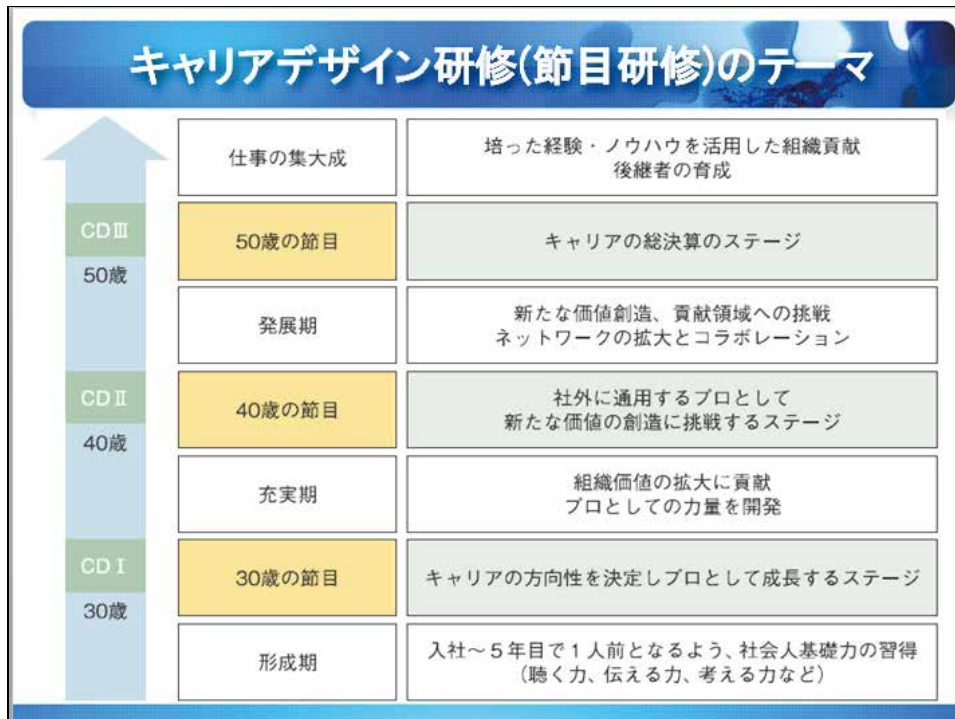 キャリアデザイン研修(節目研修)のテーマ
仕事の集大成
培った経験・ノウハウを活用した組織貢献
後継者の育成
CDⅢ
50歳
50歳の節目
キャリアの総決算のステージ
発展期
新たな価値創造、貢献領域への挑戦
ネットワークの拡大とコラボレーション
CDⅡ
40歳
40歳の節目
社外に通用するプロとして
新たな価値の創造に挑戦するステージ
充実期
組織価値の拡大に貢献
プロとしての力量を開発
CDⅠ
30歳
30歳の節目
キャリアの方向性を決定しプロとして成長するステージ
形成期
入社~5年目で1人前となるよう、社会人基礎力の習得
(聴く力、伝える力、考える力など)